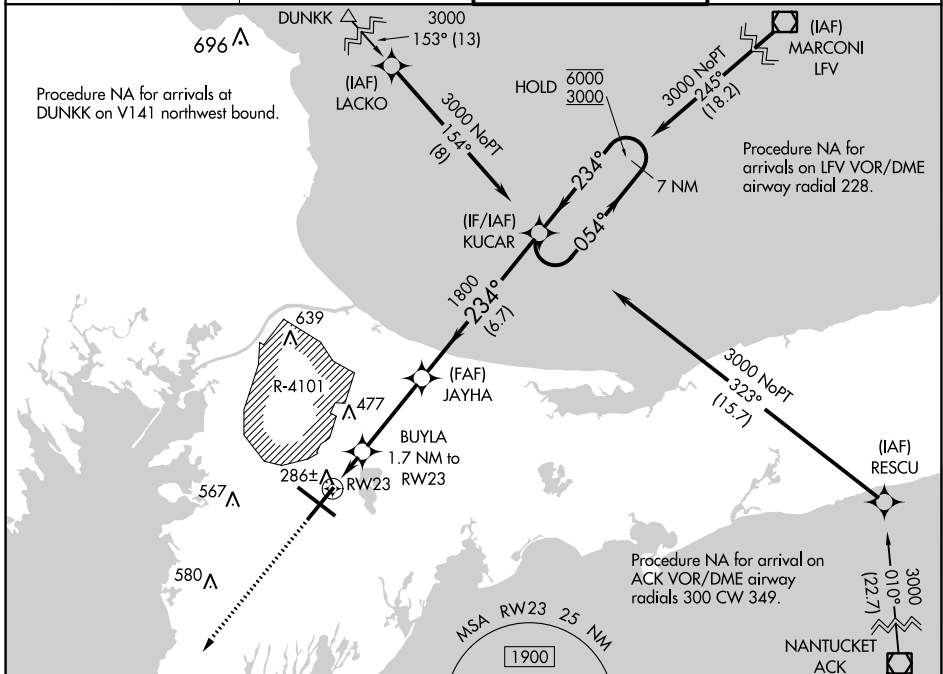 DUNKK
3000
153° (13)
696
(IAF)
LACKO
Procedure NA for arrivals at
DUNKK on V141 northwest bound.
3000 NoPT
154°
(8)
HOLD
6000
3000
3000 NoPT
245°
(18.2)
(IAF)
MARCONI
LFV
Procedure NA for
arrivals on LFV VOR/DME
airway radial 228.
234°
7 NM
054°
(IF/IAF)
KUCAR
1800
234°
(6.7)
639
R-4101
477
(FAF)
JAYHA
3000 NoPT
323°
(15.7)
BUYLA
1.7 NM to
RW23
286±
RW23
567
580
(IAF)
RESCU
Procedure NA for arrival on
ACK VOR/DME airway
radials 300 CW 349.
3000
010°
(22.7)
MSA RW23 25 NM
1900
NANTUCKET
ACK